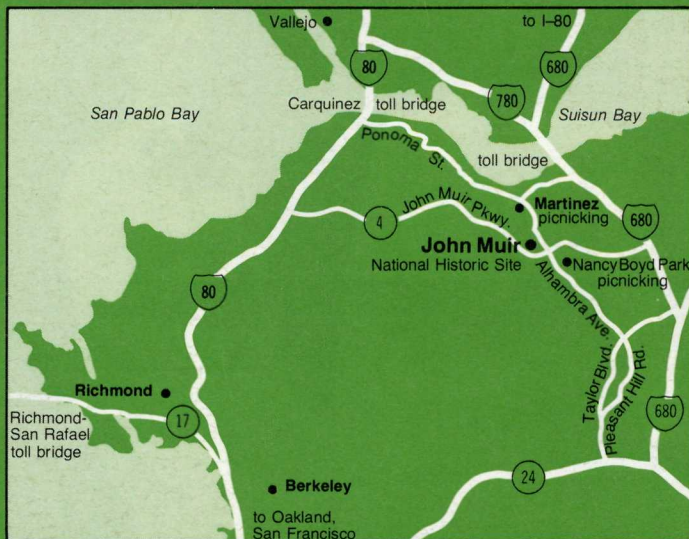 Vallejo
to I–80
80
680
780
San Pablo Bay
Carquinez toll bridge
Suisun Bay
Ponoma St.
toll bridge
John Muir Pkwy.
4
Martinez
picnicking
680
John Muir
National Historic Site
Nancy Boyd Park
picnicking
80
Alhambra Ave.
Taylor Blvd.
Pleasant Hill Rd.
Richmond
17
680
Richmond-
San Rafael
toll bridge
24
Berkeley
to Oakland,
San Francisco